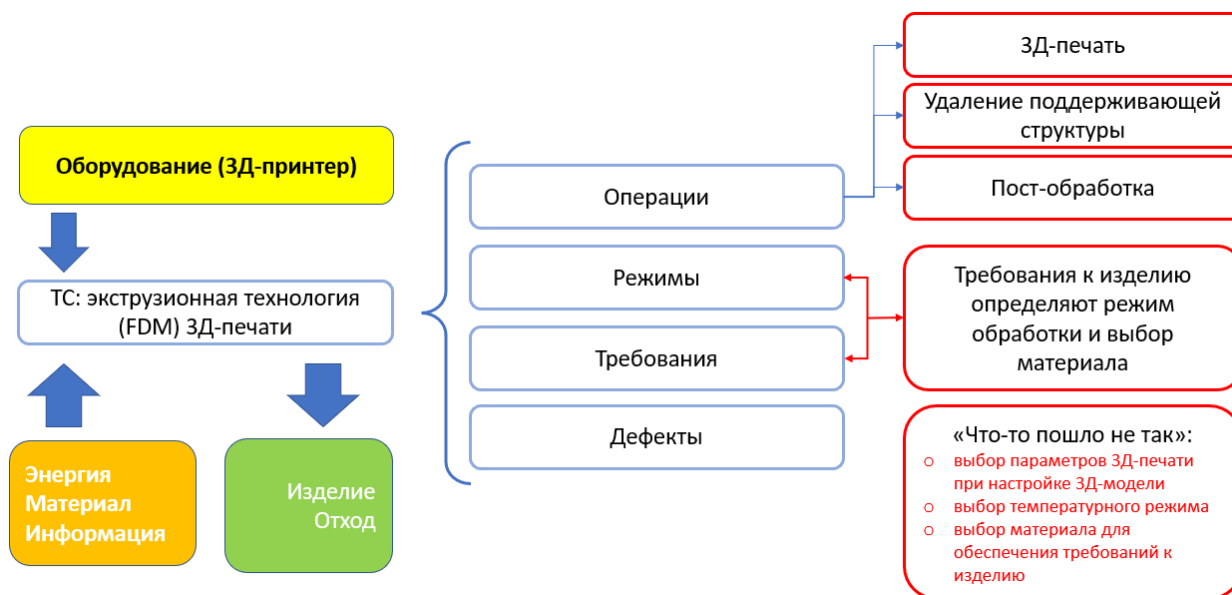 Оборудование (3Д-принтер)
ТС: экструзионная технология
(FDM) 3Д-печати
Энергия
Материал
Информация
Изделие
Отход
Операции
Режимы
Требования
Дефекты
3Д-печать
Удаление поддерживающей
структуры
Пост-обработка
Требования к изделию
определяют режим
обработки и выбор
материала
«Что-то пошло не так»:
o выбор параметров 3Д-печати
при настройке 3Д-модели
o выбор температурного режима
o выбор материала для
обеспечения требований к
изделию